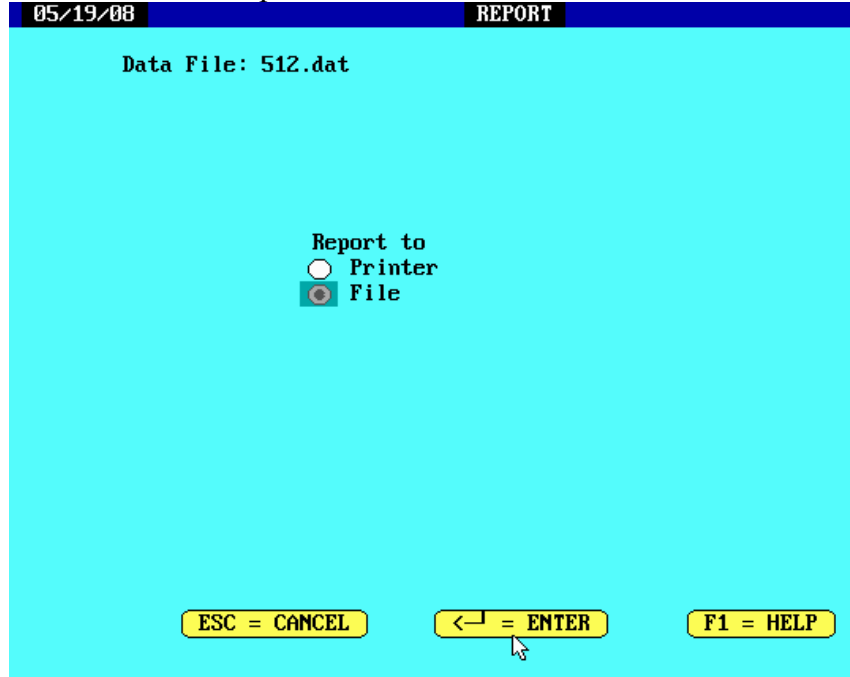 05/19/08 REPORT
Data File: 512.dat
Report to
Printer
File
ESC = CANCEL <─┘ = ENTER F1 = HELP